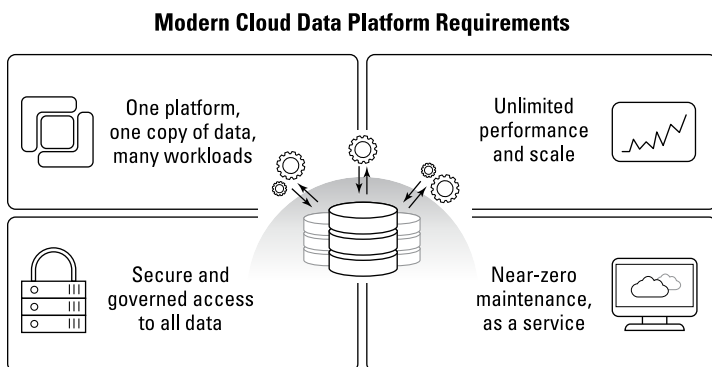 Modern Cloud Data Platform Requirements
One platform,
one copy of data,
many workloads
Unlimited
performance
and scale
Secure and
governed access
to all data
Near-zero
maintenance,
as a service